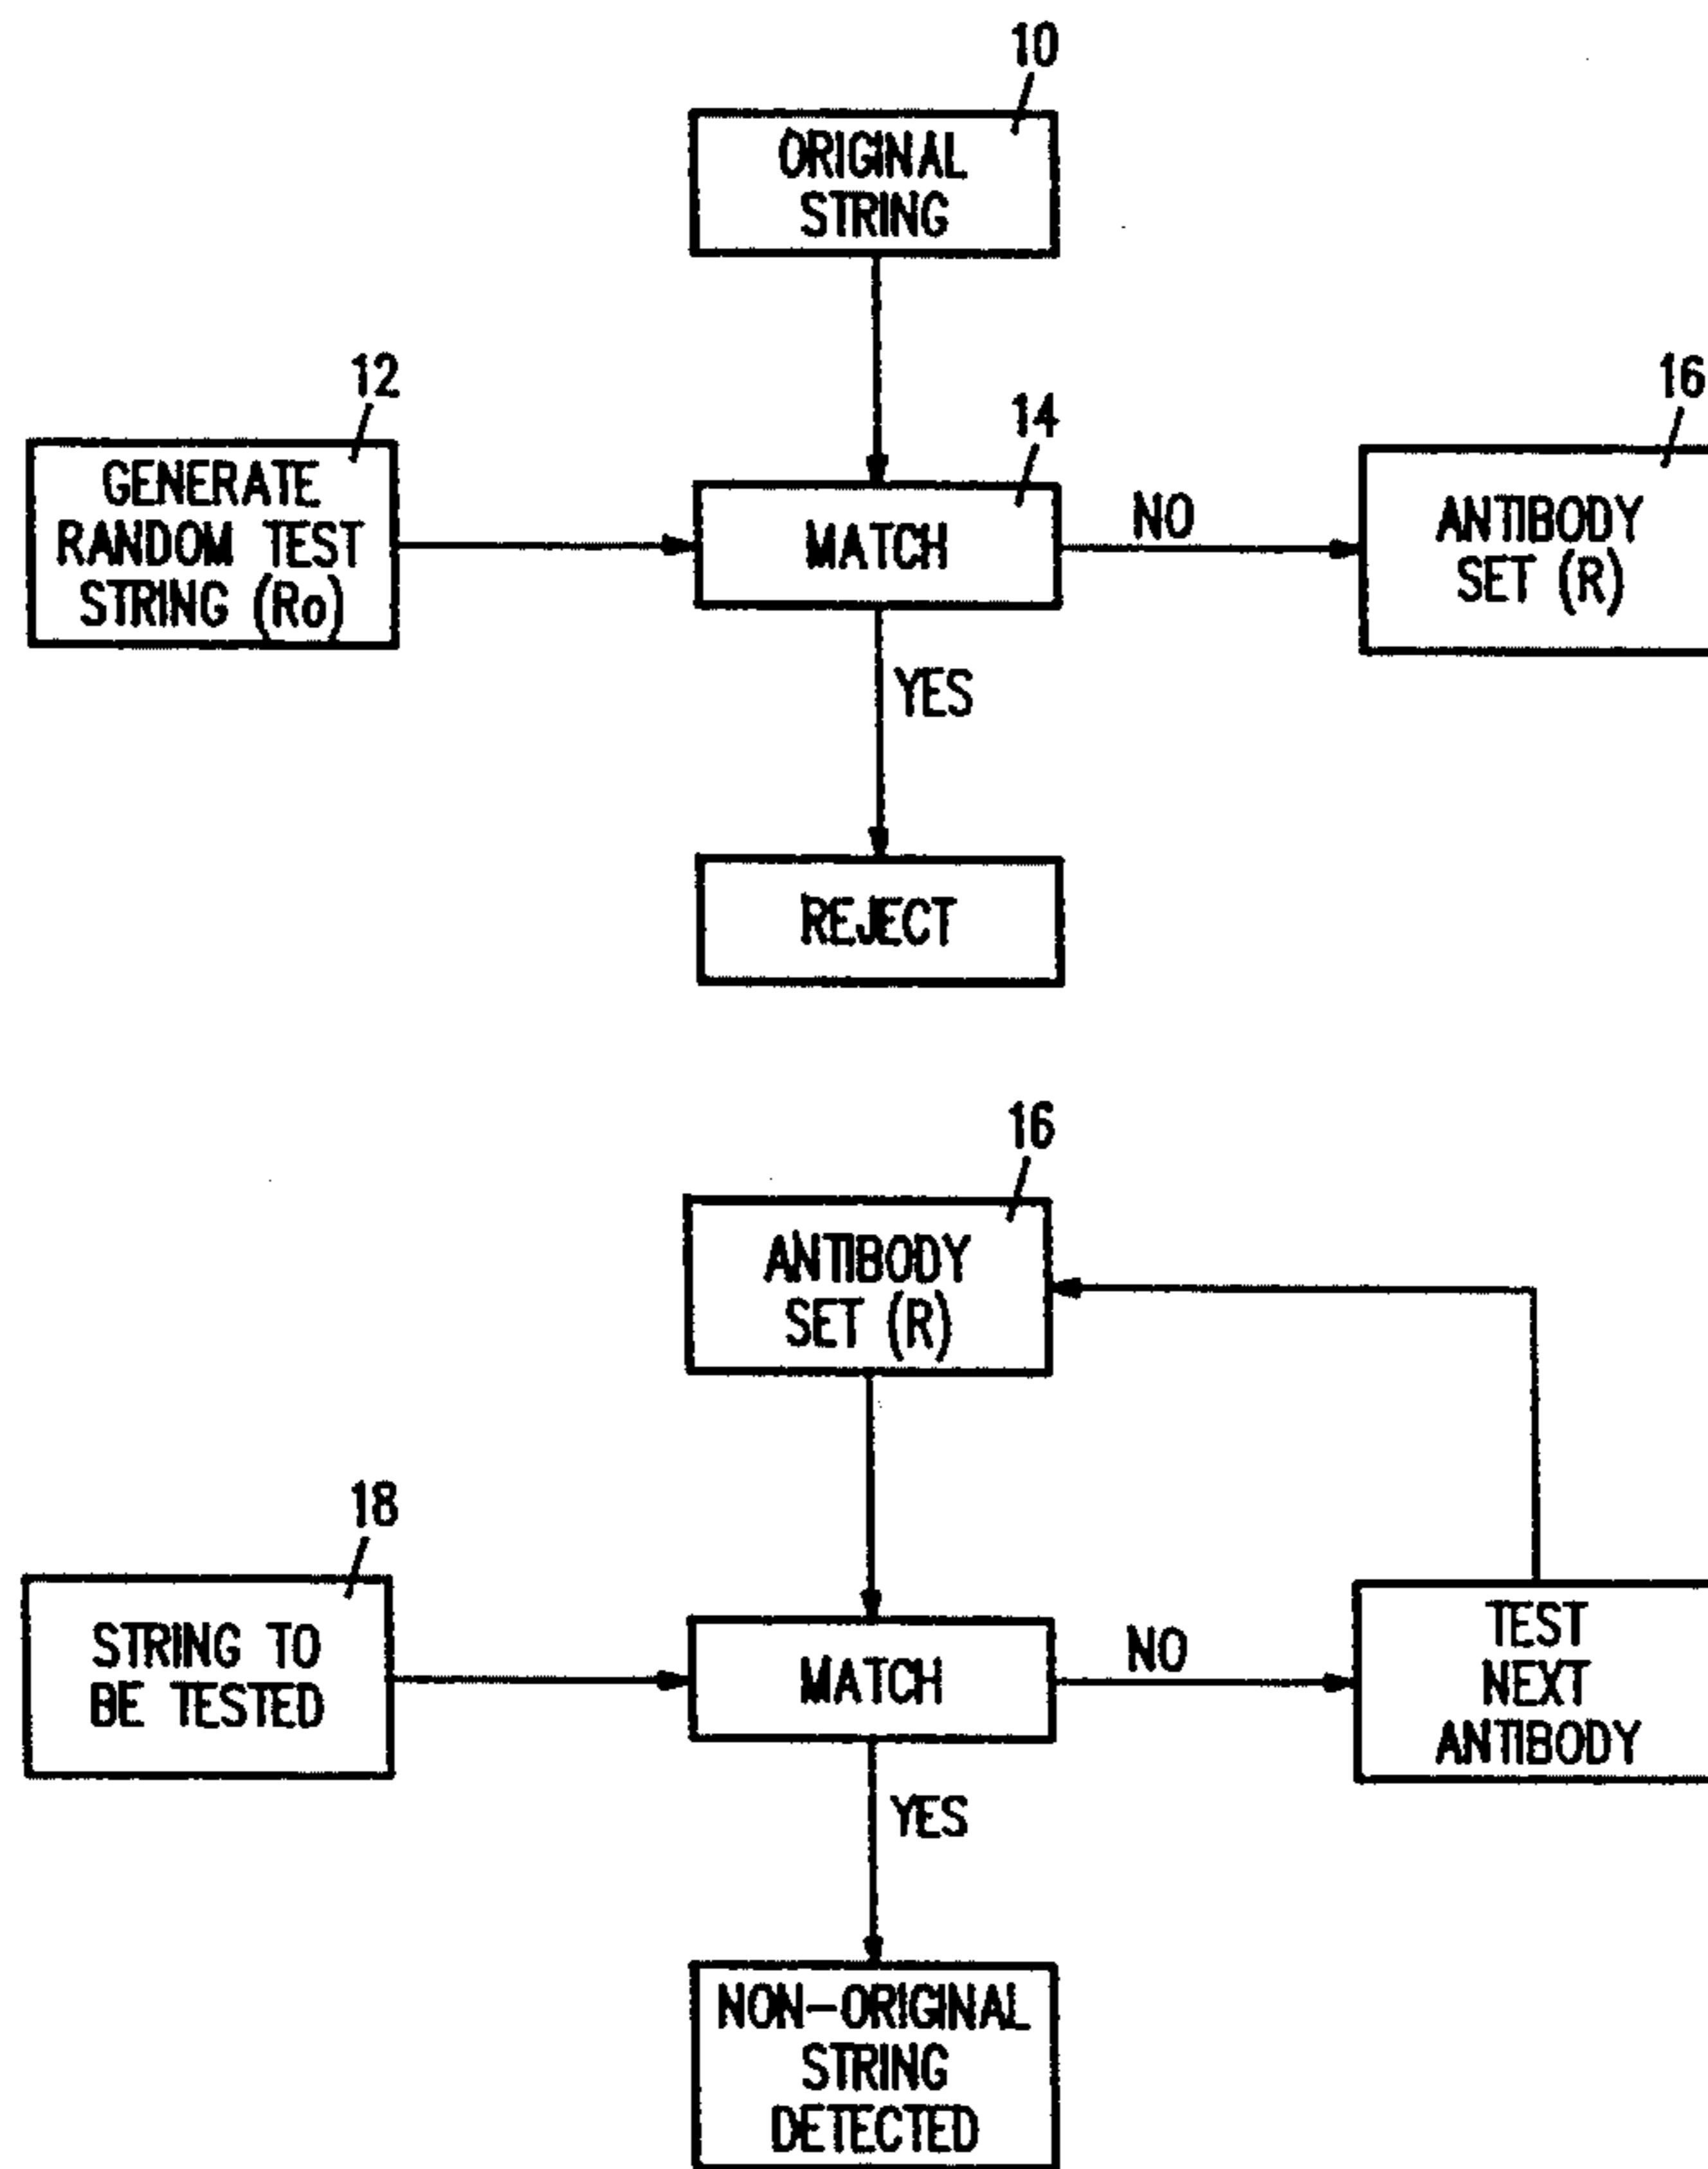 10
ORIGINAL
STRING
12
GENERATE
RANDOM TEST
STRING (Ro)
14
MATCH
NO
16
ANTIBODY
SET (R)
YES
REJECT
16
ANTIBODY
SET (R)
18
STRING TO
BE TESTED
MATCH
NO
TEST
NEXT
ANTIBODY
YES
NON-ORIGINAL
STRING
DETECTED